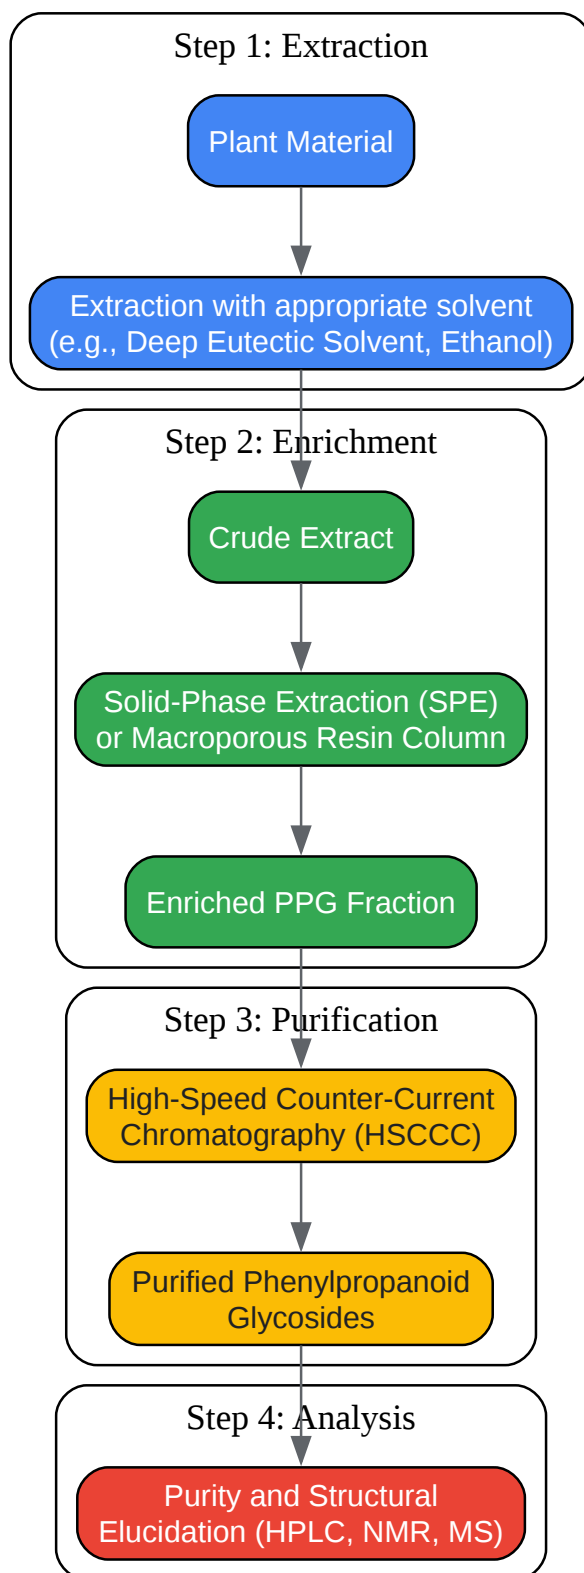 Step 1: Extraction
Plant Material
Extraction with appropriate solvent
(e.g., Deep Eutectic Solvent, Ethanol)
Step 2: Enrichment
Crude Extract
Solid-Phase Extraction (SPE)
or Macroporous Resin Column
Enriched PPG Fraction
Step 3: Purification
High-Speed Counter-Current
Chromatography (HSCCC)
Purified Phenylpropanoid
Glycosides
Step 4: Analysis
Purity and Structural
Elucidation (HPLC, NMR, MS)